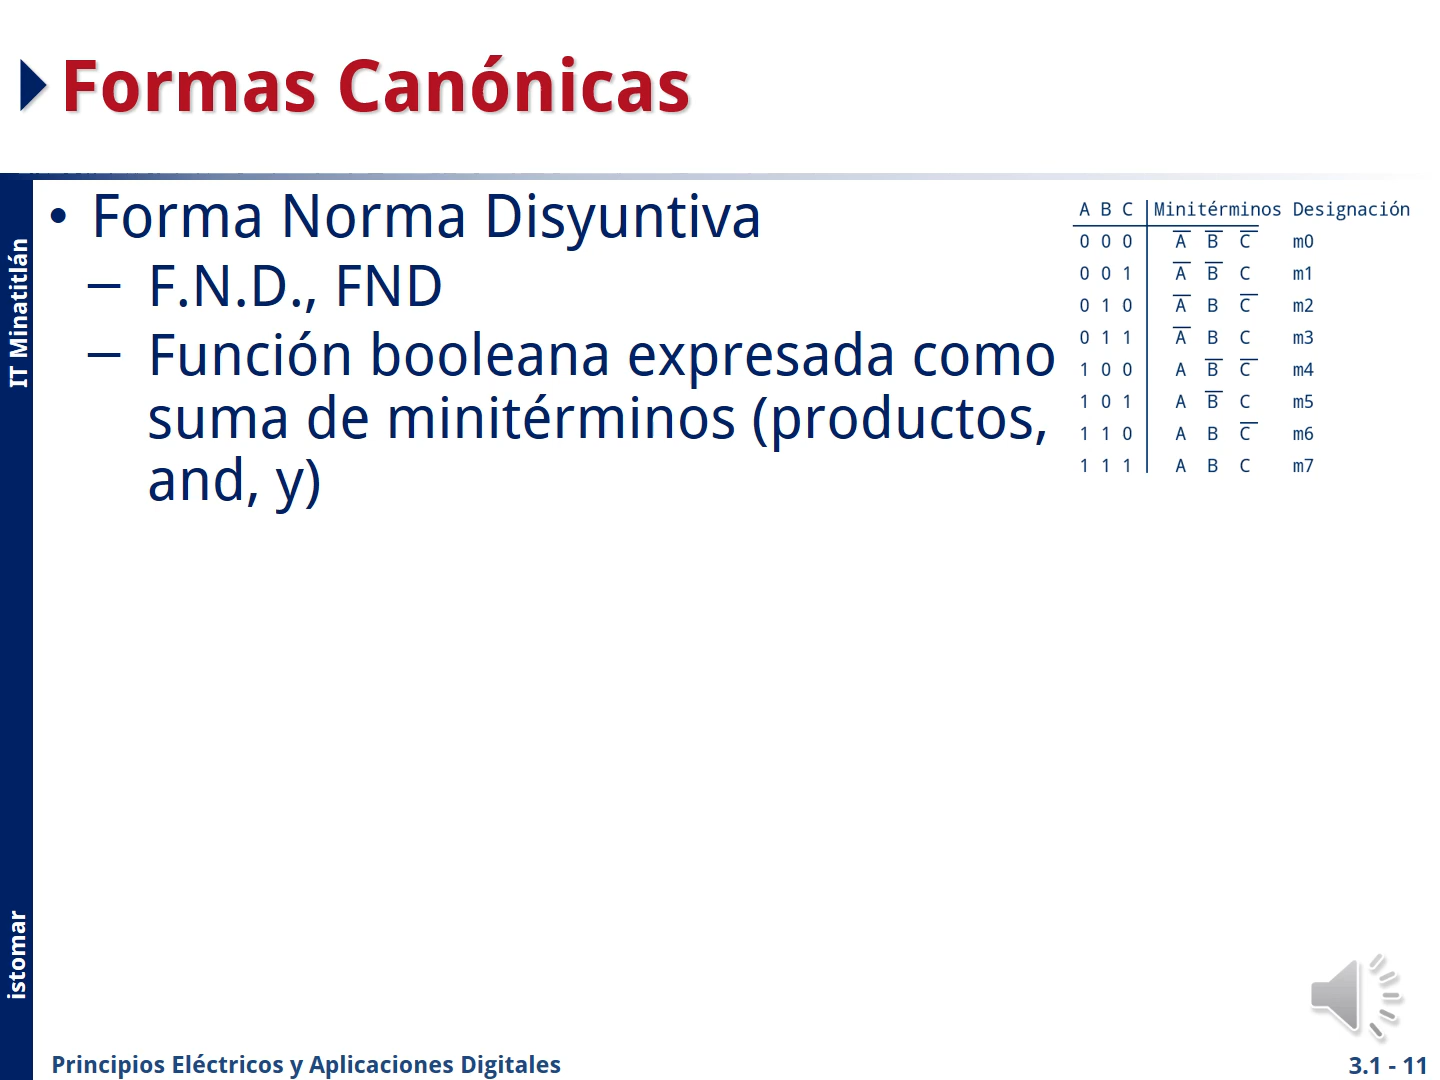 Formas Canónicas
IT Minatitlán
istomar
• Forma Norma Disyuntiva
– F.N.D., FND
– Función booleana expresada como
suma de minitérminos (productos,
and, y)
A B C Minitérminos Designación
0 0 0 A̅ B̅ C̅ m0
0 0 1 A̅ B̅ C m1
0 1 0 A̅ B C̅ m2
0 1 1 A̅ B C m3
1 0 0 A B̅ C̅ m4
1 0 1 A B̅ C m5
1 1 0 A B C̅ m6
1 1 1 A B C m7
Principios Eléctricos y Aplicaciones Digitales
3.1 - 11